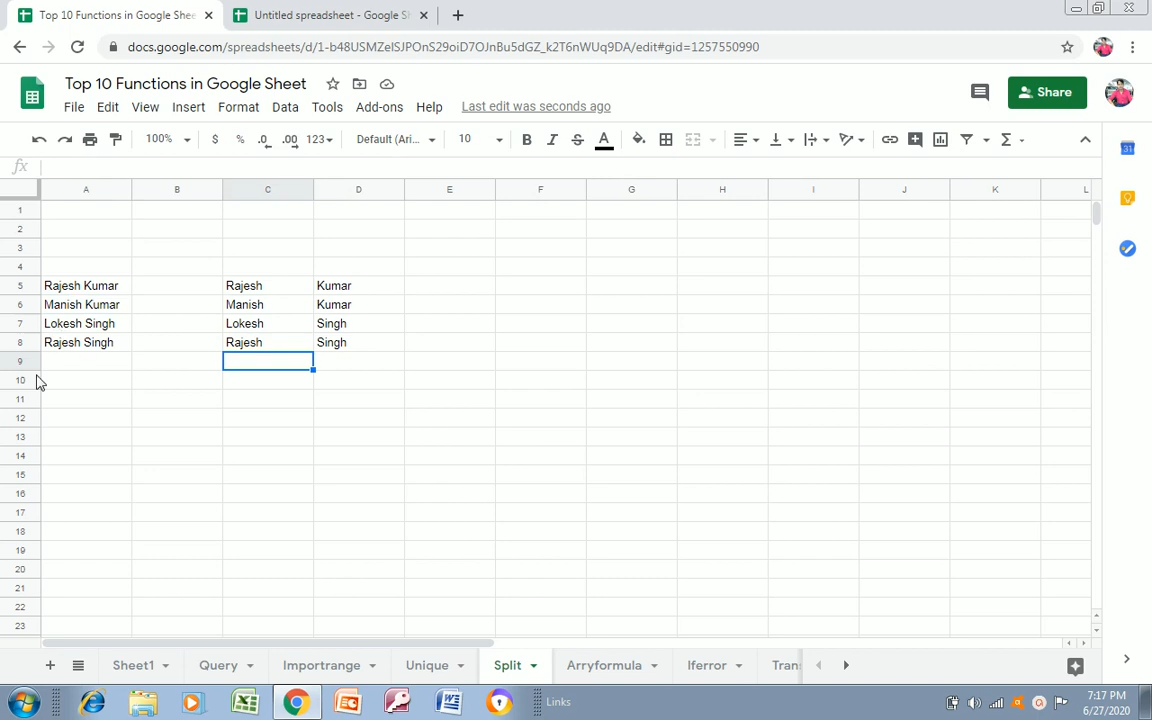 Top 10 Functions in Google Shee
Untitled spreadsheet - Google S
docs.google.com/spreadsheets/d/1-b48USMZelSJPOnS29oiD7OJnBu5dGZ_k2T6nWUq9DA/edit#gid=1257550990
Top 10 Functions in Google Sheet
File Edit View Insert Format Data Tools Add-ons Help Last edit was seconds ago
Share
100% $ % .0 .00 123 Default (Ari... 10 B I S A
31
fx
A B C D E F G H I J K L
1
2
3
4
5 Rajesh Kumar Rajesh Kumar
6 Manish Kumar Manish Kumar
7 Lokesh Singh Lokesh Singh
8 Rajesh Singh Rajesh Singh
9
10
11
12
13
14
15
16
17
18
19
20
21
22
23
Sheet1 Query Importrange Unique Split Arryformula Iferror Tran
Links
7:17 PM
6/27/2020